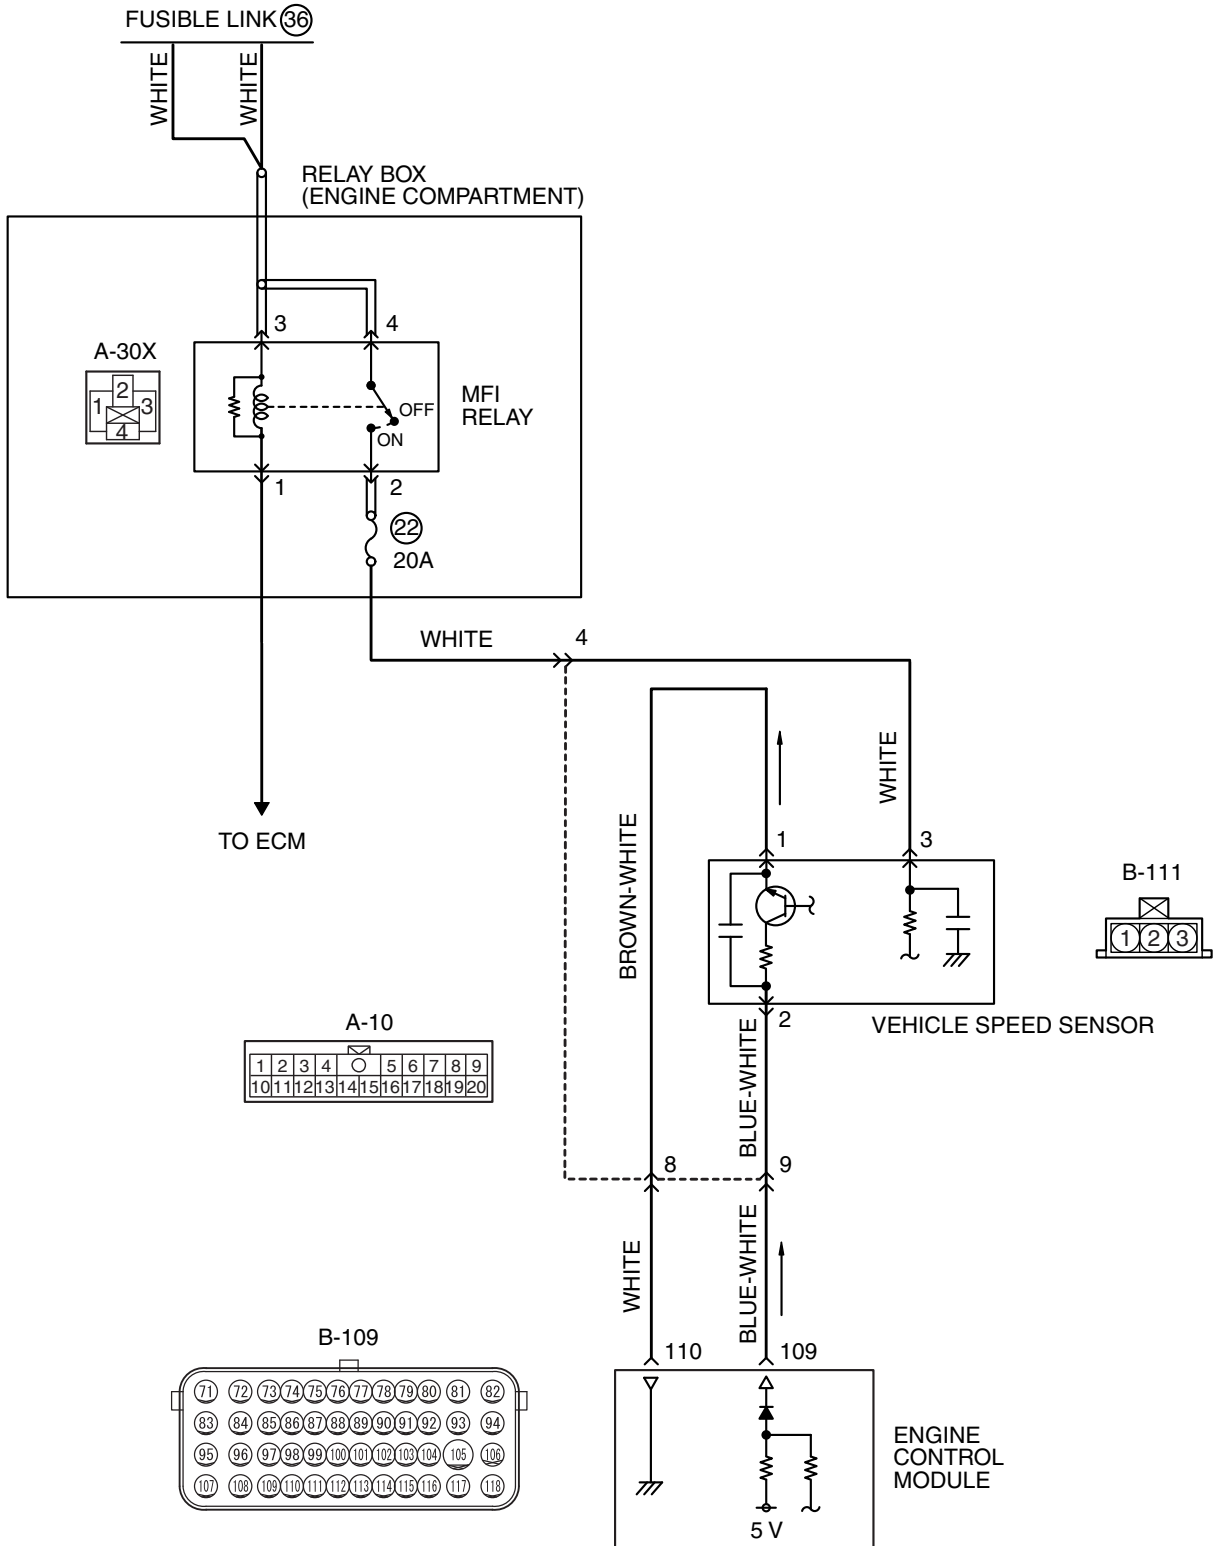 FUSIBLE LINK 36
WHITE
WHITE
RELAY BOX
(ENGINE COMPARTMENT)
3
4
A-30X
2
1
3
4
MFI
RELAY
OFF
ON
1
2
22
20A
WHITE
4
TO ECM
WHITE
BROWN-WHITE
1
3
B-111
1 2 3
2
VEHICLE SPEED SENSOR
A-10
1 2 3 4 5 6 7 8 9
10 11 12 13 14 15 16 17 18 19 20
BLUE-WHITE
8
9
WHITE
BLUE-WHITE
B-109
110
109
71 72 73 74 75 76 77 78 79 80 81 82
83 84 85 86 87 88 89 90 91 92 93 94
95 96 97 98 99 100 101 102 103 104 105 106
107 108 109 110 111 112 113 114 115 116 117 118
ENGINE
CONTROL
MODULE
5 V